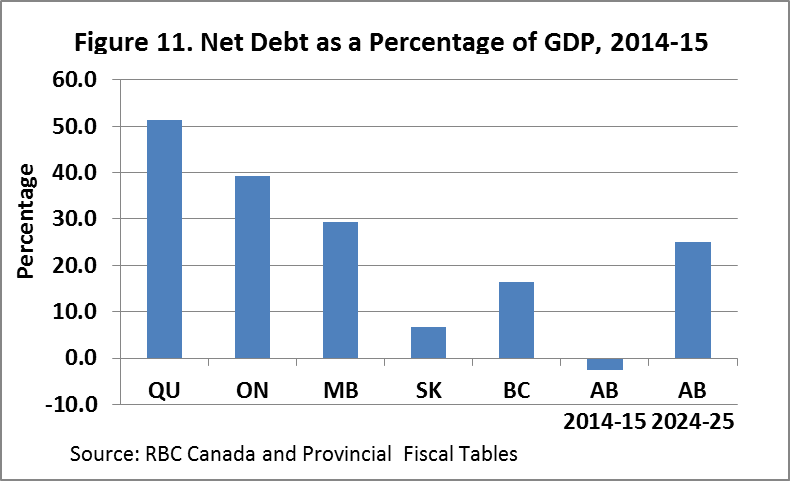 Figure 11. Net Debt as a Percentage of GDP, 2014-15
Percentage
60.0
50.0
40.0
30.0
20.0
10.0
0.0
-10.0
QU ON MB SK BC AB AB
2014-15 2024-25
Source: RBC Canada and Provincial Fiscal Tables